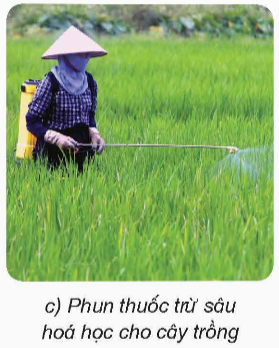 c) Phun thuốc trừ sâu
hoá học cho cây trồng